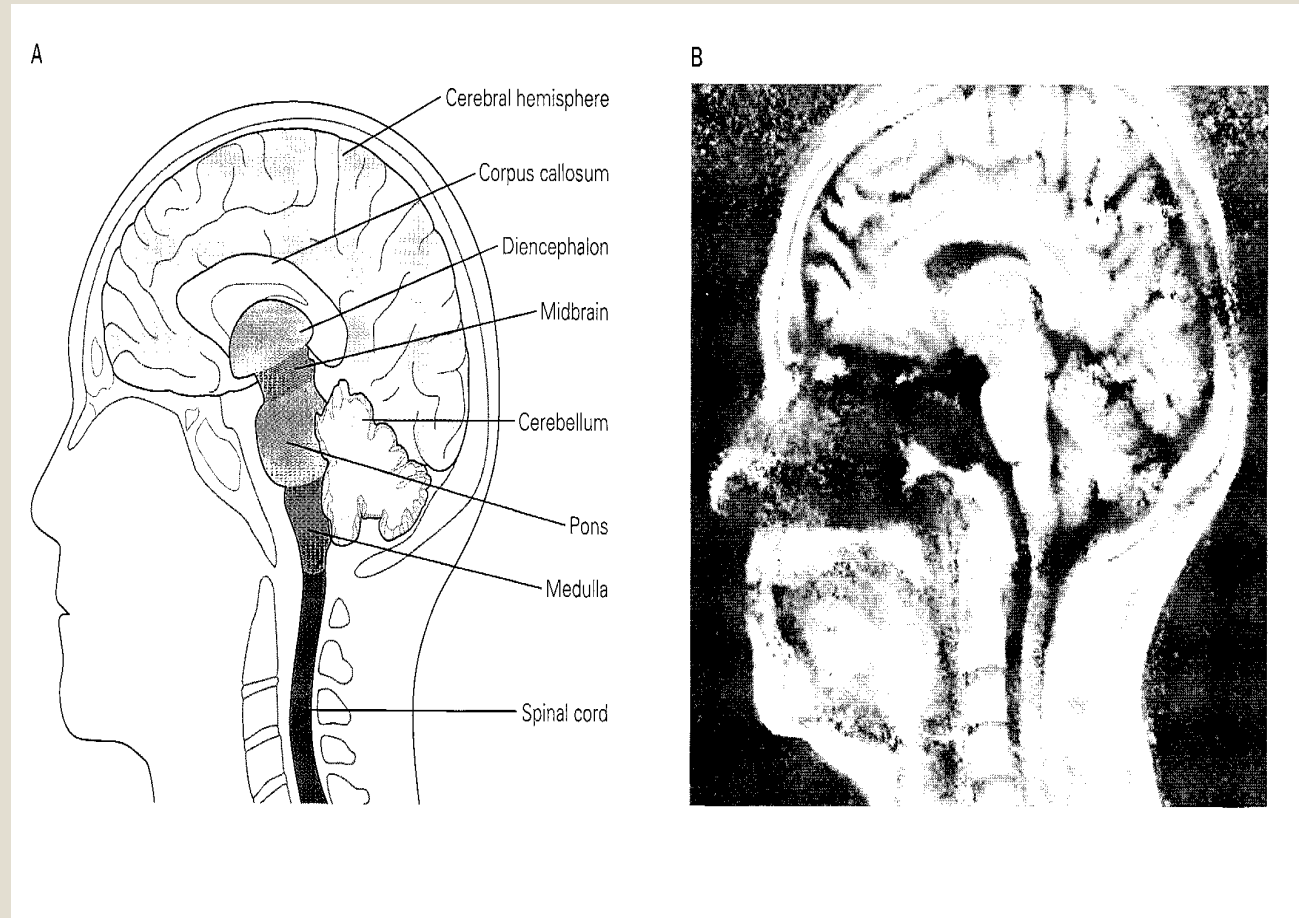 A
B
Cerebral hemisphere
Corpus callosum
Diencephalon
Midbrain
Cerebellum
Pons
Medulla
Spinal cord